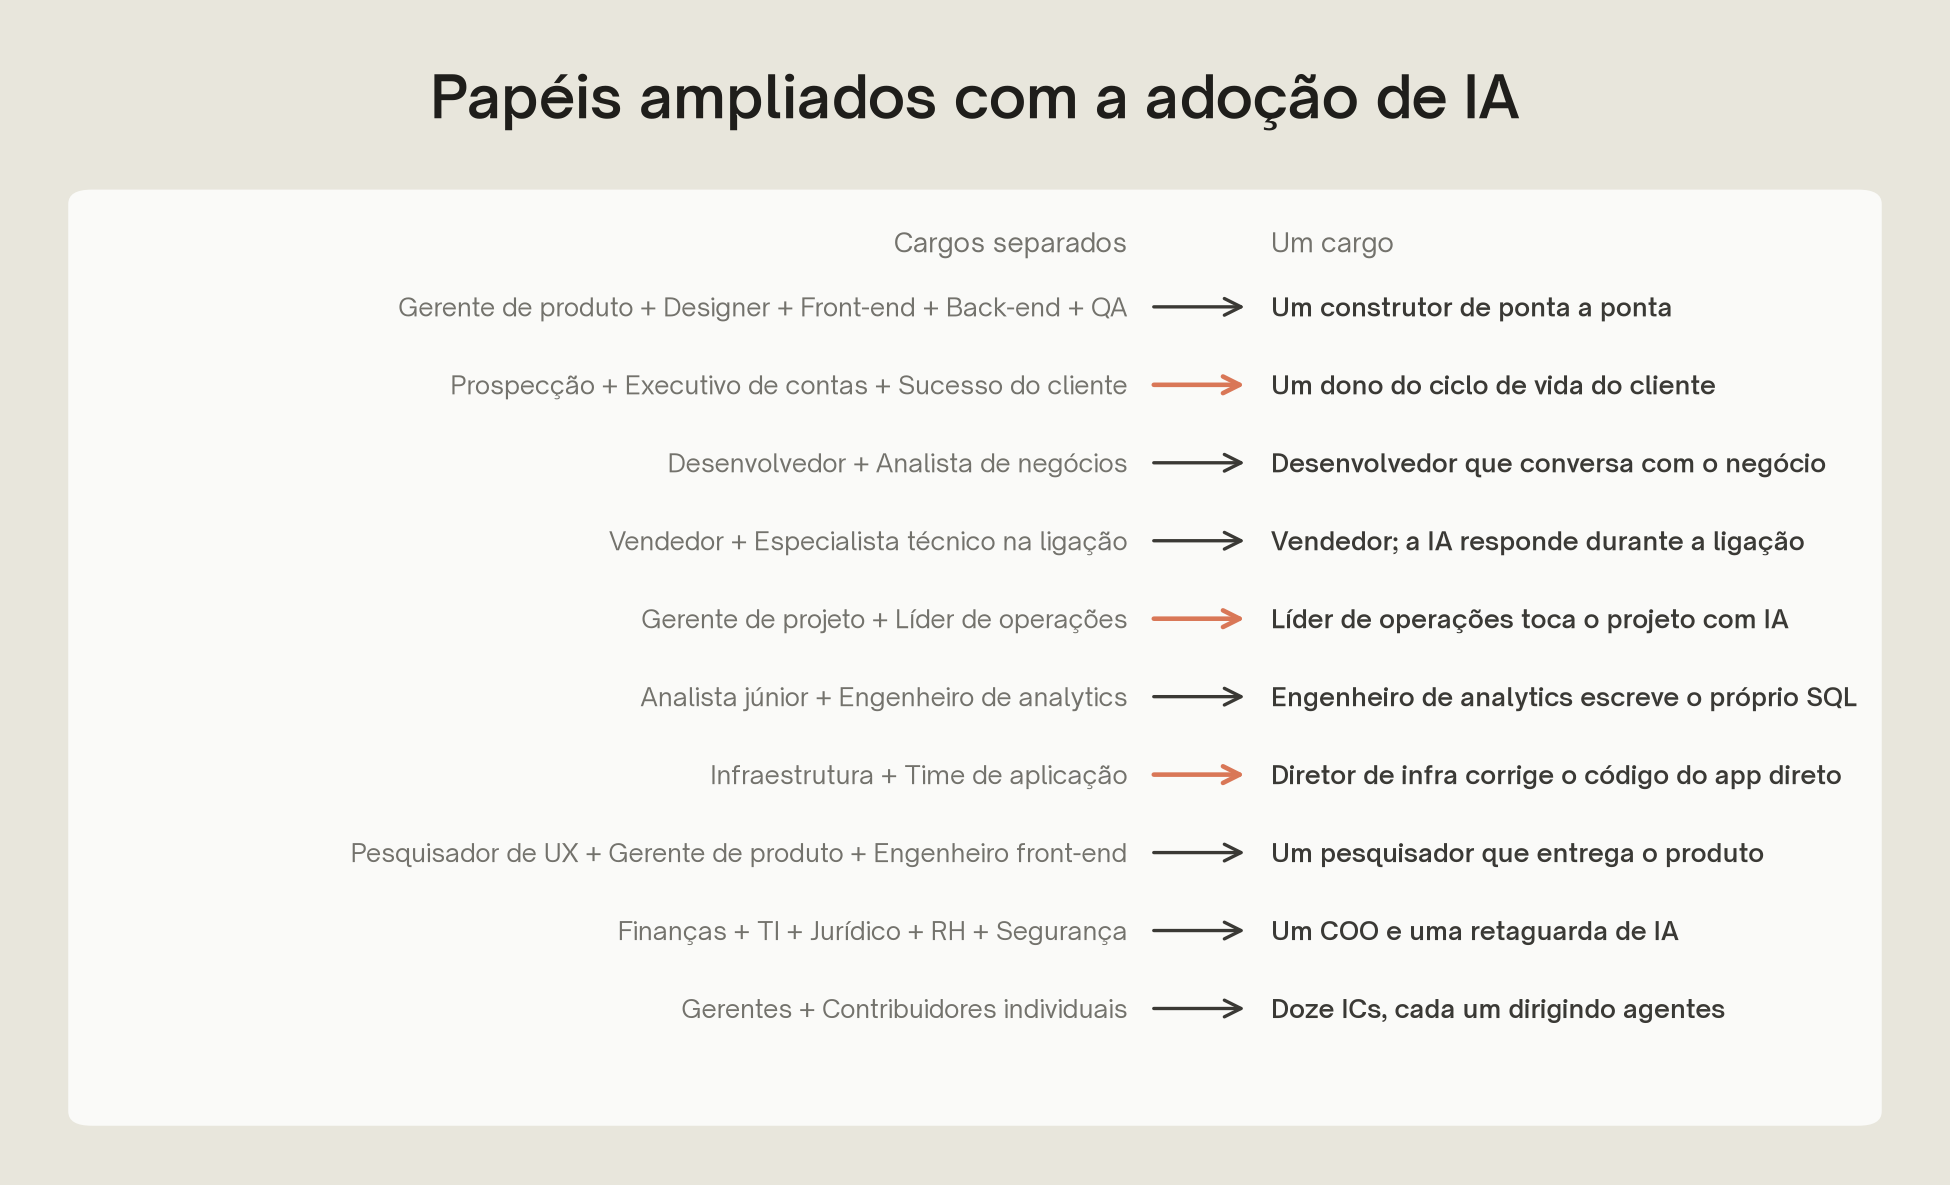 Papéis ampliados com a adoção de IA
Cargos separados
Um cargo
Gerente de produto + Designer + Front-end + Back-end + QA
Um construtor de ponta a ponta
Prospecção + Executivo de contas + Sucesso do cliente
Um dono do ciclo de vida do cliente
Desenvolvedor + Analista de negócios
Desenvolvedor que conversa com o negócio
Vendedor + Especialista técnico na ligação
Vendedor; a IA responde durante a ligação
Gerente de projeto + Líder de operações
Líder de operações toca o projeto com IA
Analista júnior + Engenheiro de analytics
Engenheiro de analytics escreve o próprio SQL
Infraestrutura + Time de aplicação
Diretor de infra corrige o código do app direto
Pesquisador de UX + Gerente de produto + Engenheiro front-end
Um pesquisador que entrega o produto
Finanças + TI + Jurídico + RH + Segurança
Um COO e uma retaguarda de IA
Gerentes + Contribuidores individuais
Doze ICs, cada um dirigindo agentes